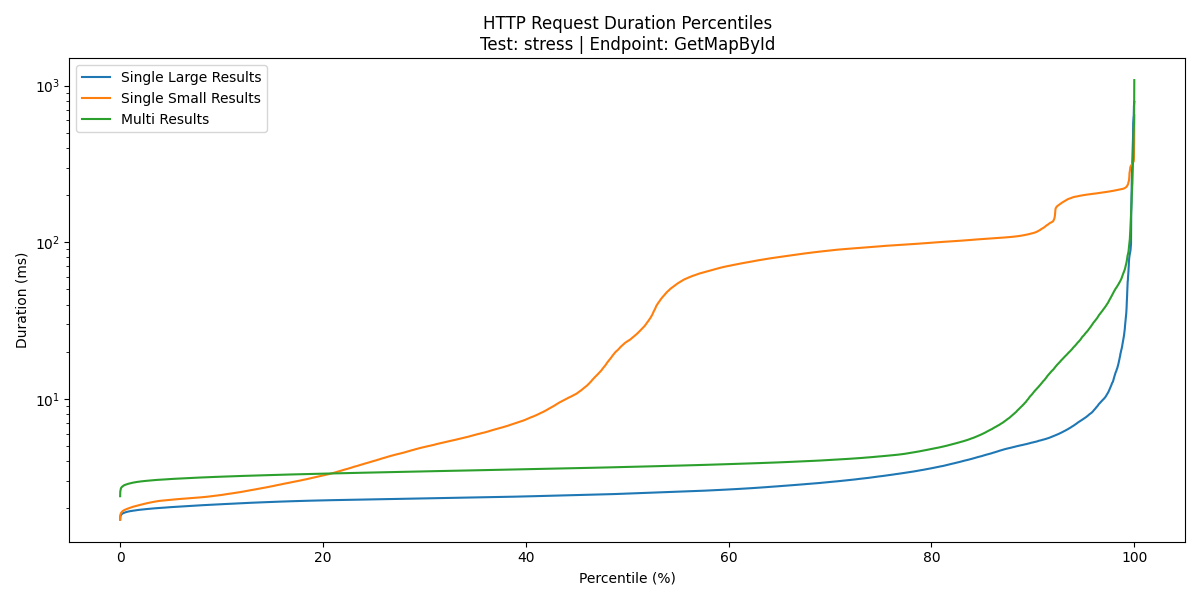 HTTP Request Duration Percentiles
Test: stress | Endpoint: GetMapById
Single Large Results
Single Small Results
Multi Results
10³
10²
10¹
Duration (ms)
0 20 40 60 80 100
Percentile (%)